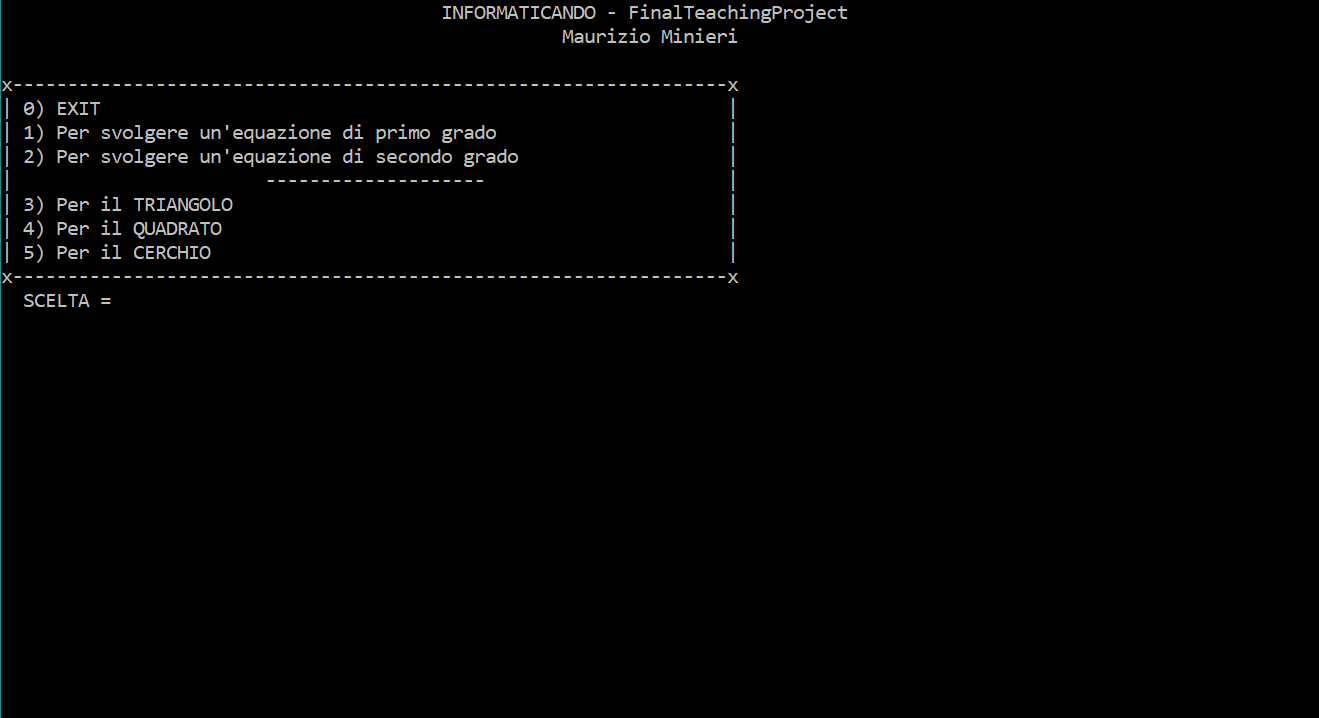 INFORMATICANDO - FinalTeachingProject
Maurizio Minieri
x-----------------------------------------------------------------x
| 0) EXIT |
| 1) Per svolgere un'equazione di primo grado |
| 2) Per svolgere un'equazione di secondo grado |
| -------------------- |
| 3) Per il TRIANGOLO |
| 4) Per il QUADRATO |
| 5) Per il CERCHIO |
x-----------------------------------------------------------------x
SCELTA =